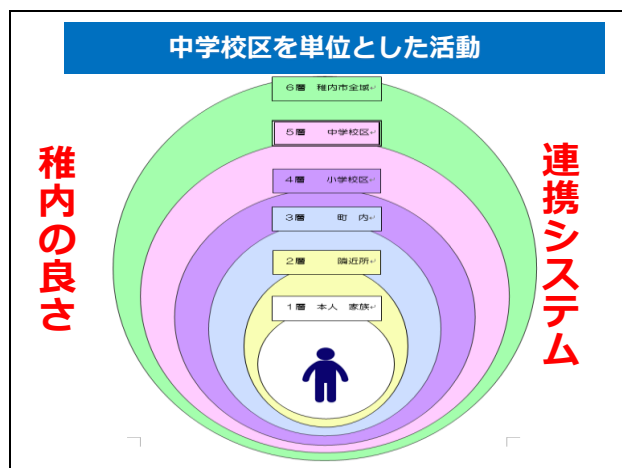 中学校区を単位とした活動
6層 稚内市全域
5層 中学校区
4層 小学校区
3層 町 内
2層 隣近所
1層 本人 家族
稚内の良さ
連携システム